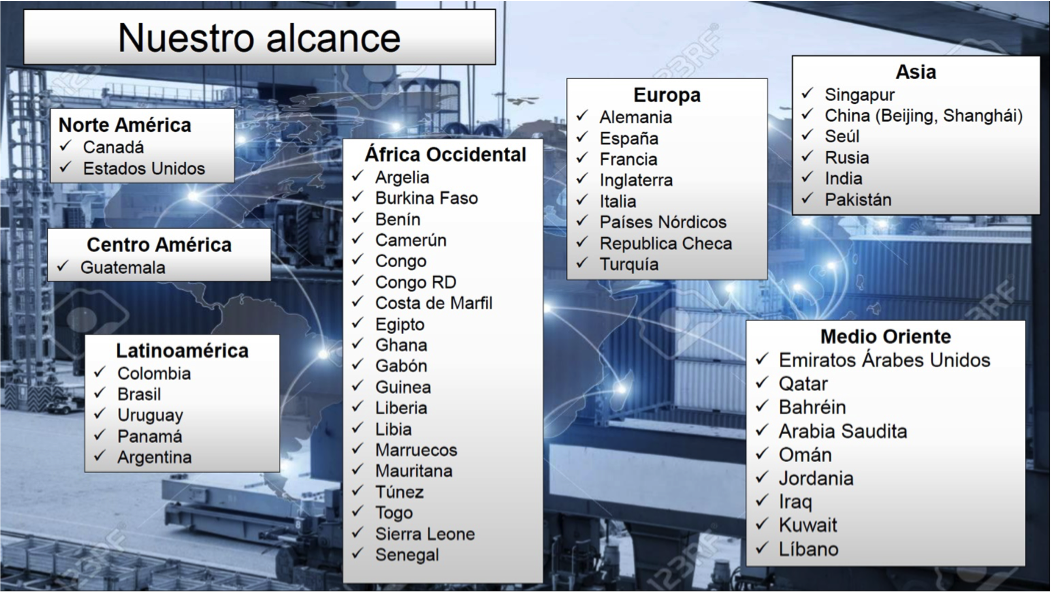 Nuestro alcance
Norte América
Canadá
Estados Unidos
Centro América
Guatemala
Latinoamérica
Colombia
Brasil
Uruguay
Panamá
Argentina
África Occidental
Argelia
Burkina Faso
Benín
Camerún
Congo
Congo RD
Costa de Marfil
Egipto
Ghana
Gabón
Guinea
Liberia
Libia
Marruecos
Mauritana
Túnez
Togo
Sierra Leone
Senegal
Europa
Alemania
España
Francia
Inglaterra
Italia
Países Nórdicos
Republica Checa
Turquía
Asia
Singapur
China (Beijing, Shanghái)
Seúl
Rusia
India
Pakistán
Medio Oriente
Emiratos Árabes Unidos
Qatar
Bahréin
Arabia Saudita
Omán
Jordania
Iraq
Kuwait
Líbano
123RF
123RF
123RF
123RF
123RF